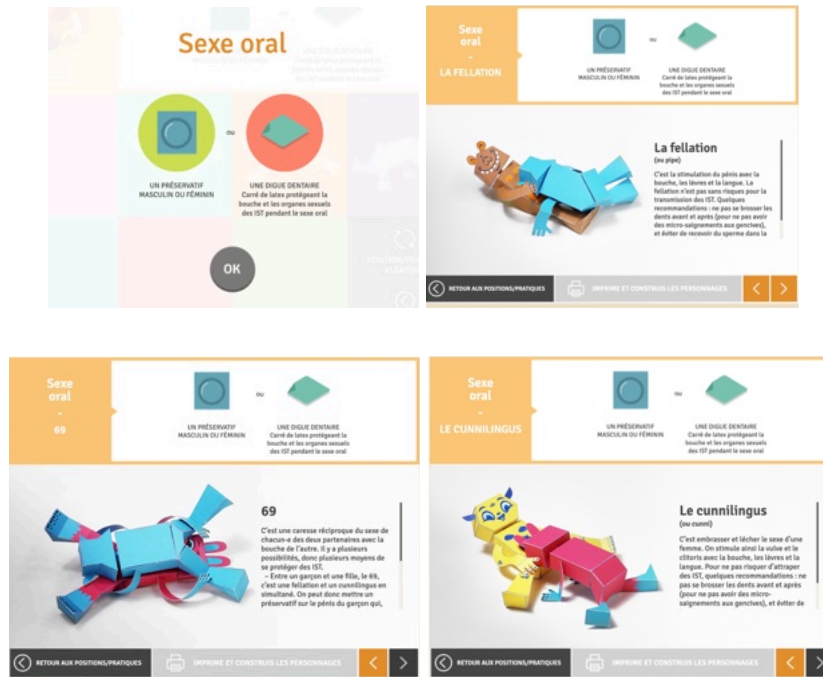 Sexe oral
UN PRÉSERVATIF
MASCULIN OU FÉMININ
ou
UNE DIGUE DENTAIRE
Carré de latex protégeant la
bouche et les organes sexuels
des IST pendant le sexe oral
OK
Sexe
oral
-
LA FELLATION
UN PRÉSERVATIF
MASCULIN OU FÉMININ
ou
UNE DIGUE DENTAIRE
Carré de latex protégeant la
bouche et les organes sexuels
des IST pendant le sexe oral
La fellation
(ou pipe)
C'est la stimulation du pénis avec la
bouche, les lèvres et la langue. La
fellation n'est pas sans risques pour la
transmission des IST. Quelques
recommandations : ne pas se brosser les
dents avant et après (pour ne pas avoir
des micro-saignements aux gencives),
et éviter de recevoir du sperme dans la
RETOUR AUX POSITIONS/PRATIQUES
IMPRIME ET CONSTRUIS LES PERSONNAGES
Sexe
oral
-
69
UN PRÉSERVATIF
MASCULIN OU FÉMININ
ou
UNE DIGUE DENTAIRE
Carré de latex protégeant la
bouche et les organes sexuels
des IST pendant le sexe oral
69
C'est une caresse réciproque du sexe de
chacun-e des deux partenaires avec la
bouche de l'autre. Il y a plusieurs
possibilités, donc plusieurs moyens de
se protéger des IST.
– Entre un garçon et une fille, le 69,
c'est une fellation et un cunnilingus en
simultané. On peut donc mettre un
préservatif sur le pénis du garçon qui,
RETOUR AUX POSITIONS/PRATIQUES
IMPRIME ET CONSTRUIS LES PERSONNAGES
Sexe
oral
-
LE CUNNILINGUS
UN PRÉSERVATIF
MASCULIN OU FÉMININ
ou
UNE DIGUE DENTAIRE
Carré de latex protégeant la
bouche et les organes sexuels
des IST pendant le sexe oral
Le cunnilingus
(ou cunni)
C'est embrasser et lécher le sexe d'une
femme. On stimule ainsi la vulve et le
clitoris avec la bouche, les lèvres et la
langue. Pour ne pas risquer d'attraper
des IST, quelques recommandations : ne
pas se brosser les dents avant et après
(pour ne pas avoir des micro-
saignements aux gencives), et éviter de
RETOUR AUX POSITIONS/PRATIQUES
IMPRIME ET CONSTRUIS LES PERSONNAGES